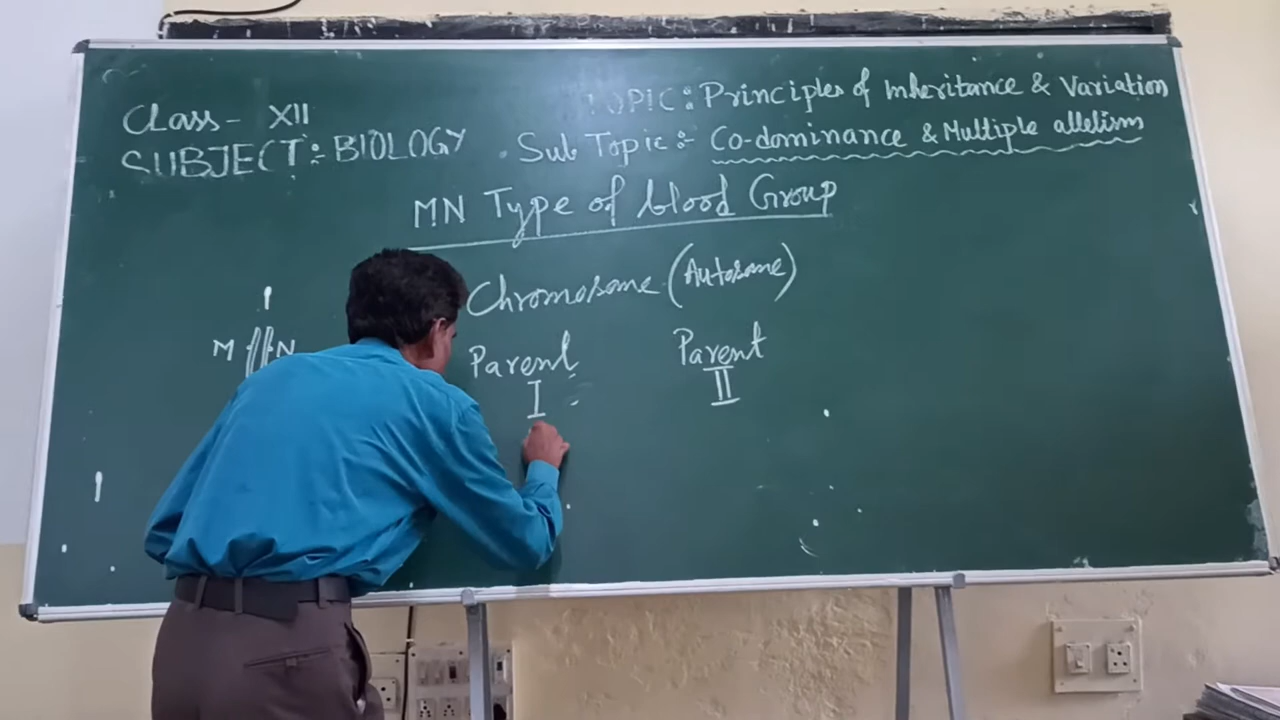 Class - XII
TOPIC:- Principles of Inheritance & Variation
SUBJECT:- BIOLOGY
Sub Topic:- Co-dominance & Multiple allelism
MN Type of blood Group
Chromosome (Autosome)
M N
Parent I
Parent II